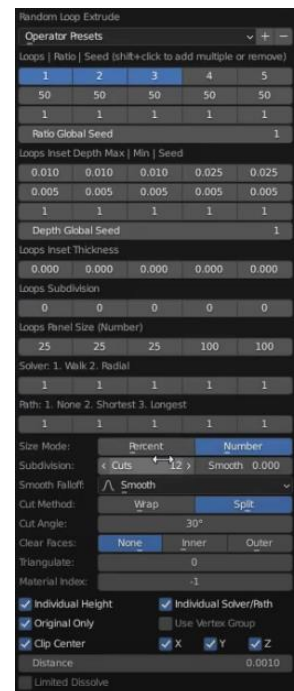 Random Loop Extrude
Operator Presets
Loops | Ratio | Seed (shift+click to add multiple or remove)
1 2 3 4 5
50 50 50 50 50
1 1 1 1 1
Ratio Global Seed 1
Loops Inset Depth Max | Min | Seed
0.010 0.010 0.010 0.025 0.025
0.005 0.005 0.005 0.005 0.005
1 1 1 1 1
Depth Global Seed 1
Loops Inset Thickness
0.000 0.000 0.000 0.000 0.000
Loops Subdivision
0 0 0 0 0
Loops Panel Size (Number)
25 25 25 100 100
Solver: 1. Walk 2. Radial
1 1 1 1 1
Path: 1. None 2. Shortest 3. Longest
1 1 1 1 1
Size Mode: Percent Number
Subdivision: Cuts 12 Smooth 0.000
Smooth Falloff: Smooth
Cut Method: Wrap Split
Cut Angle: 30°
Clear Faces: None Inner Outer
Triangulate: 0
Material Index: -1
Individual Height Individual Solver/Path
Original Only Use Vertex Group
Clip Center X Y Z
Distance 0.0010
Limited Dissolve